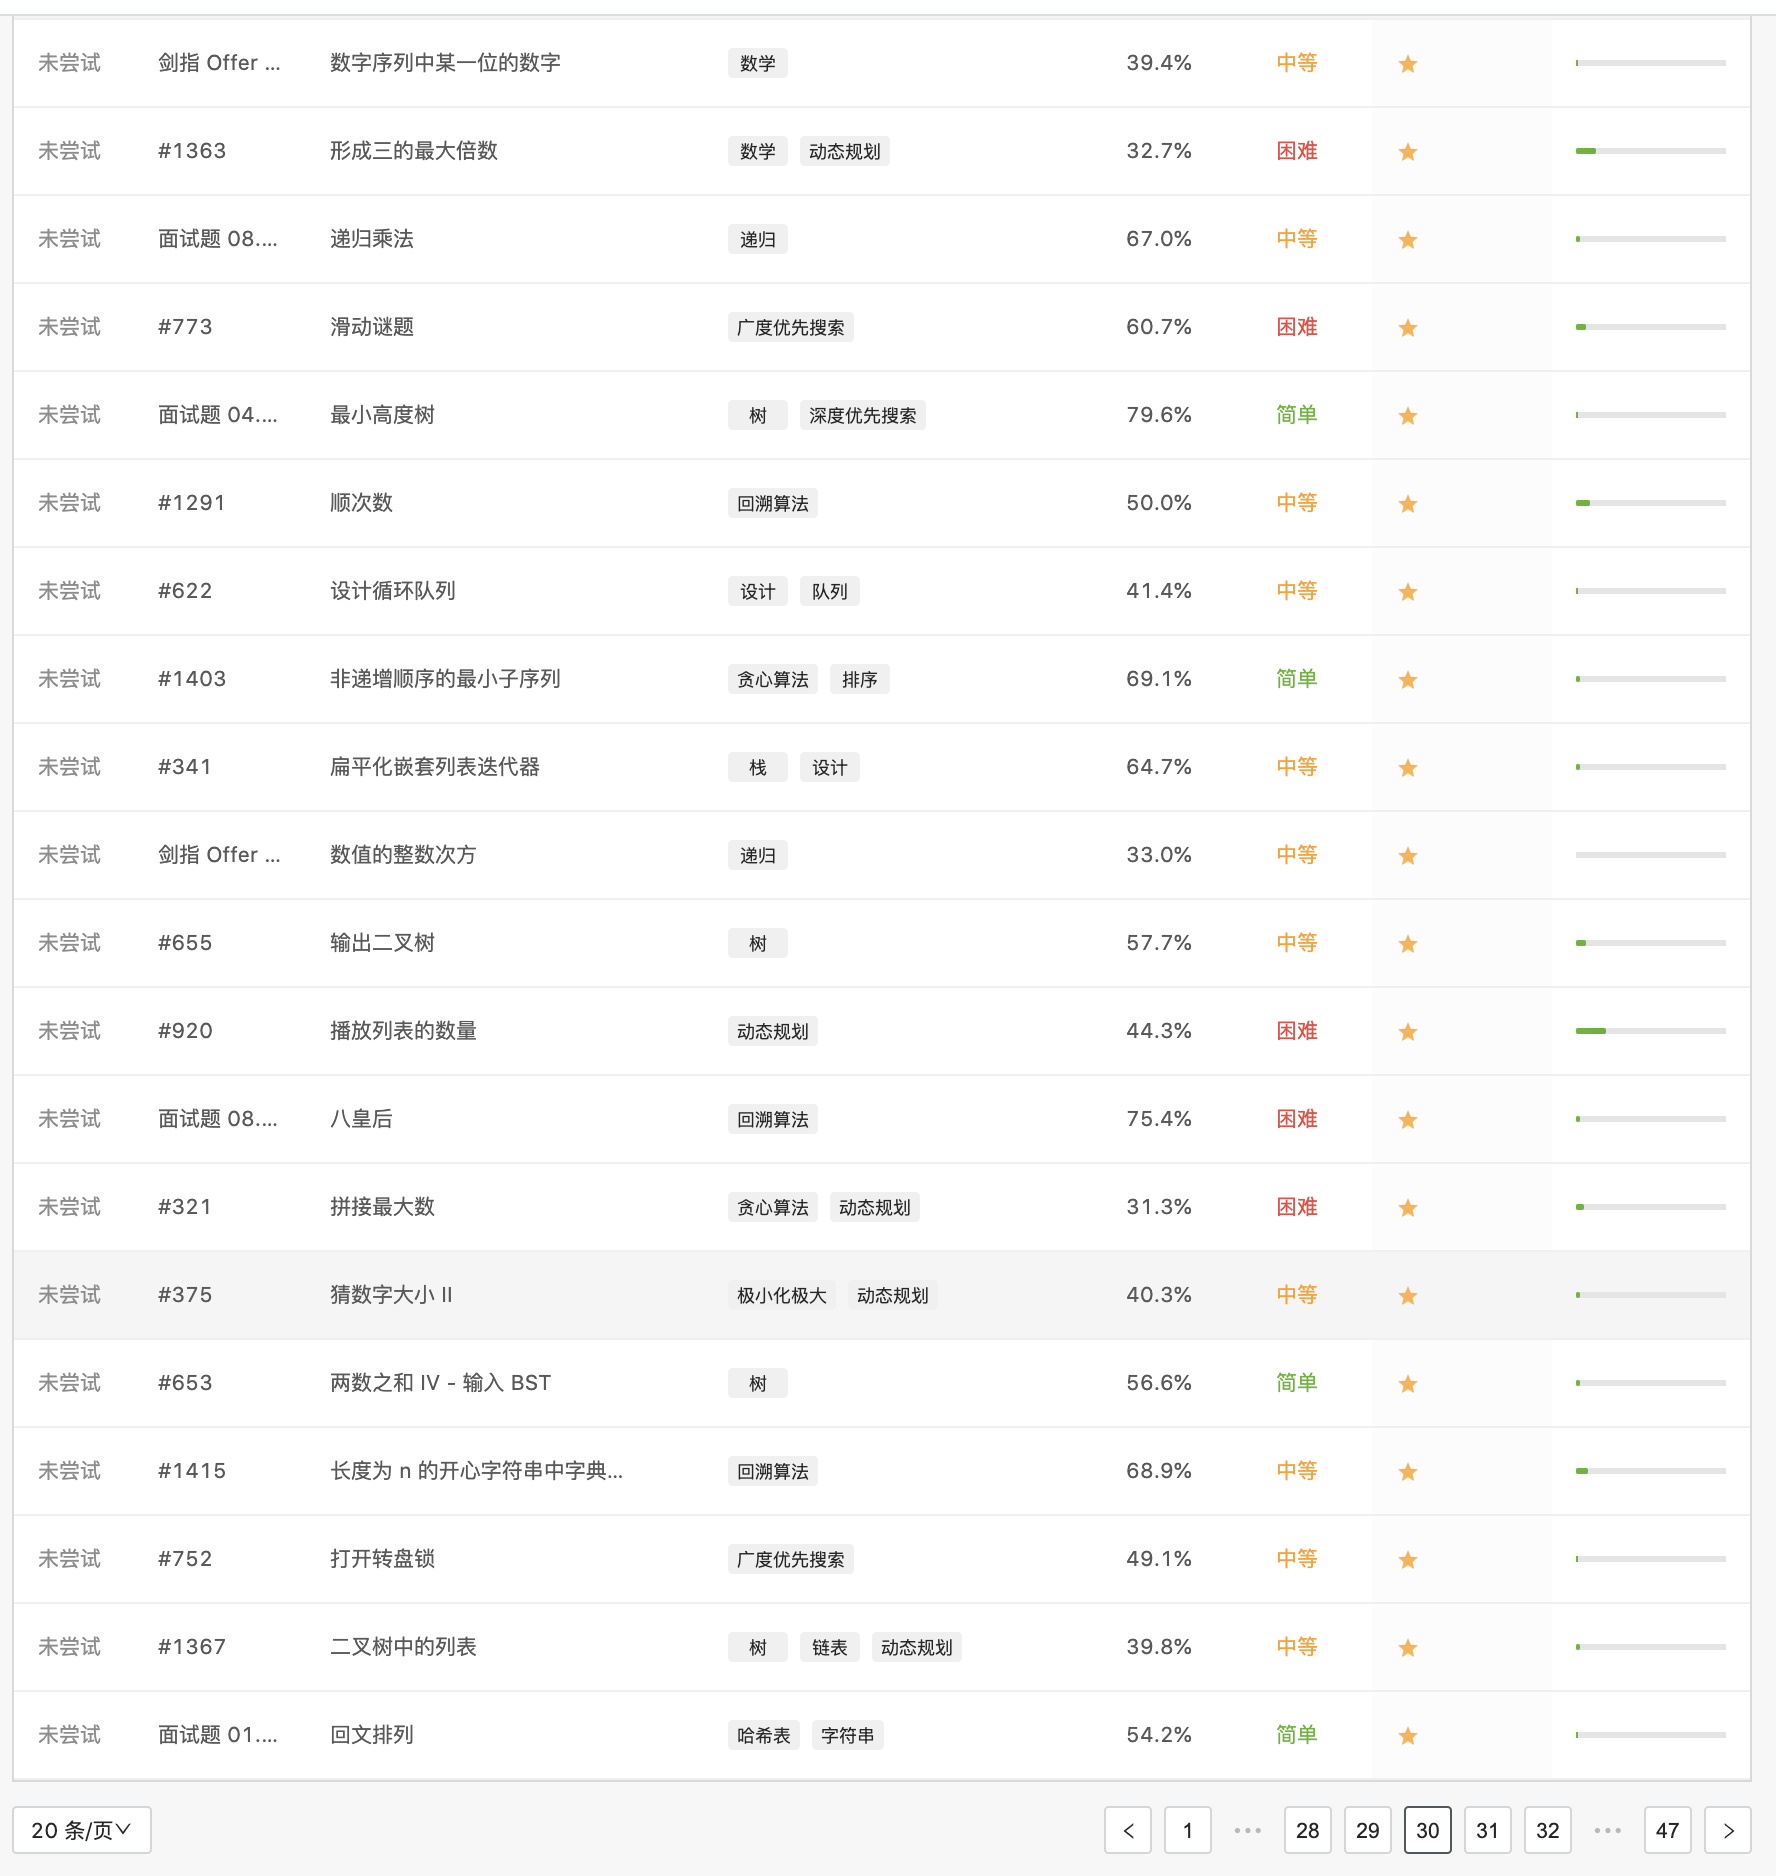 未尝试 剑指 Offer ... 数字序列中某一位的数字 数学 39.4% 中等
未尝试 #1363 形成三的最大倍数 数学 动态规划 32.7% 困难
未尝试 面试题 08.... 递归乘法 递归 67.0% 中等
未尝试 #773 滑动谜题 广度优先搜索 60.7% 困难
未尝试 面试题 04.... 最小高度树 树 深度优先搜索 79.6% 简单
未尝试 #1291 顺次数 回溯算法 50.0% 中等
未尝试 #622 设计循环队列 设计 队列 41.4% 中等
未尝试 #1403 非递增顺序的最小子序列 贪心算法 排序 69.1% 简单
未尝试 #341 扁平化嵌套列表迭代器 栈 设计 64.7% 中等
未尝试 剑指 Offer ... 数值的整数次方 递归 33.0% 中等
未尝试 #655 输出二叉树 树 57.7% 中等
未尝试 #920 播放列表的数量 动态规划 44.3% 困难
未尝试 面试题 08.... 八皇后 回溯算法 75.4% 困难
未尝试 #321 拼接最大数 贪心算法 动态规划 31.3% 困难
未尝试 #375 猜数字大小 II 极小化极大 动态规划 40.3% 中等
未尝试 #653 两数之和 IV - 输入 BST 树 56.6% 简单
未尝试 #1415 长度为 n 的开心字符串中字典... 回溯算法 68.9% 中等
未尝试 #752 打开转盘锁 广度优先搜索 49.1% 中等
未尝试 #1367 二叉树中的列表 树 链表 动态规划 39.8% 中等
未尝试 面试题 01.... 回文排列 哈希表 字符串 54.2% 简单
20 条/页 < 1 ••• 28 29 30 31 32 ••• 47 >